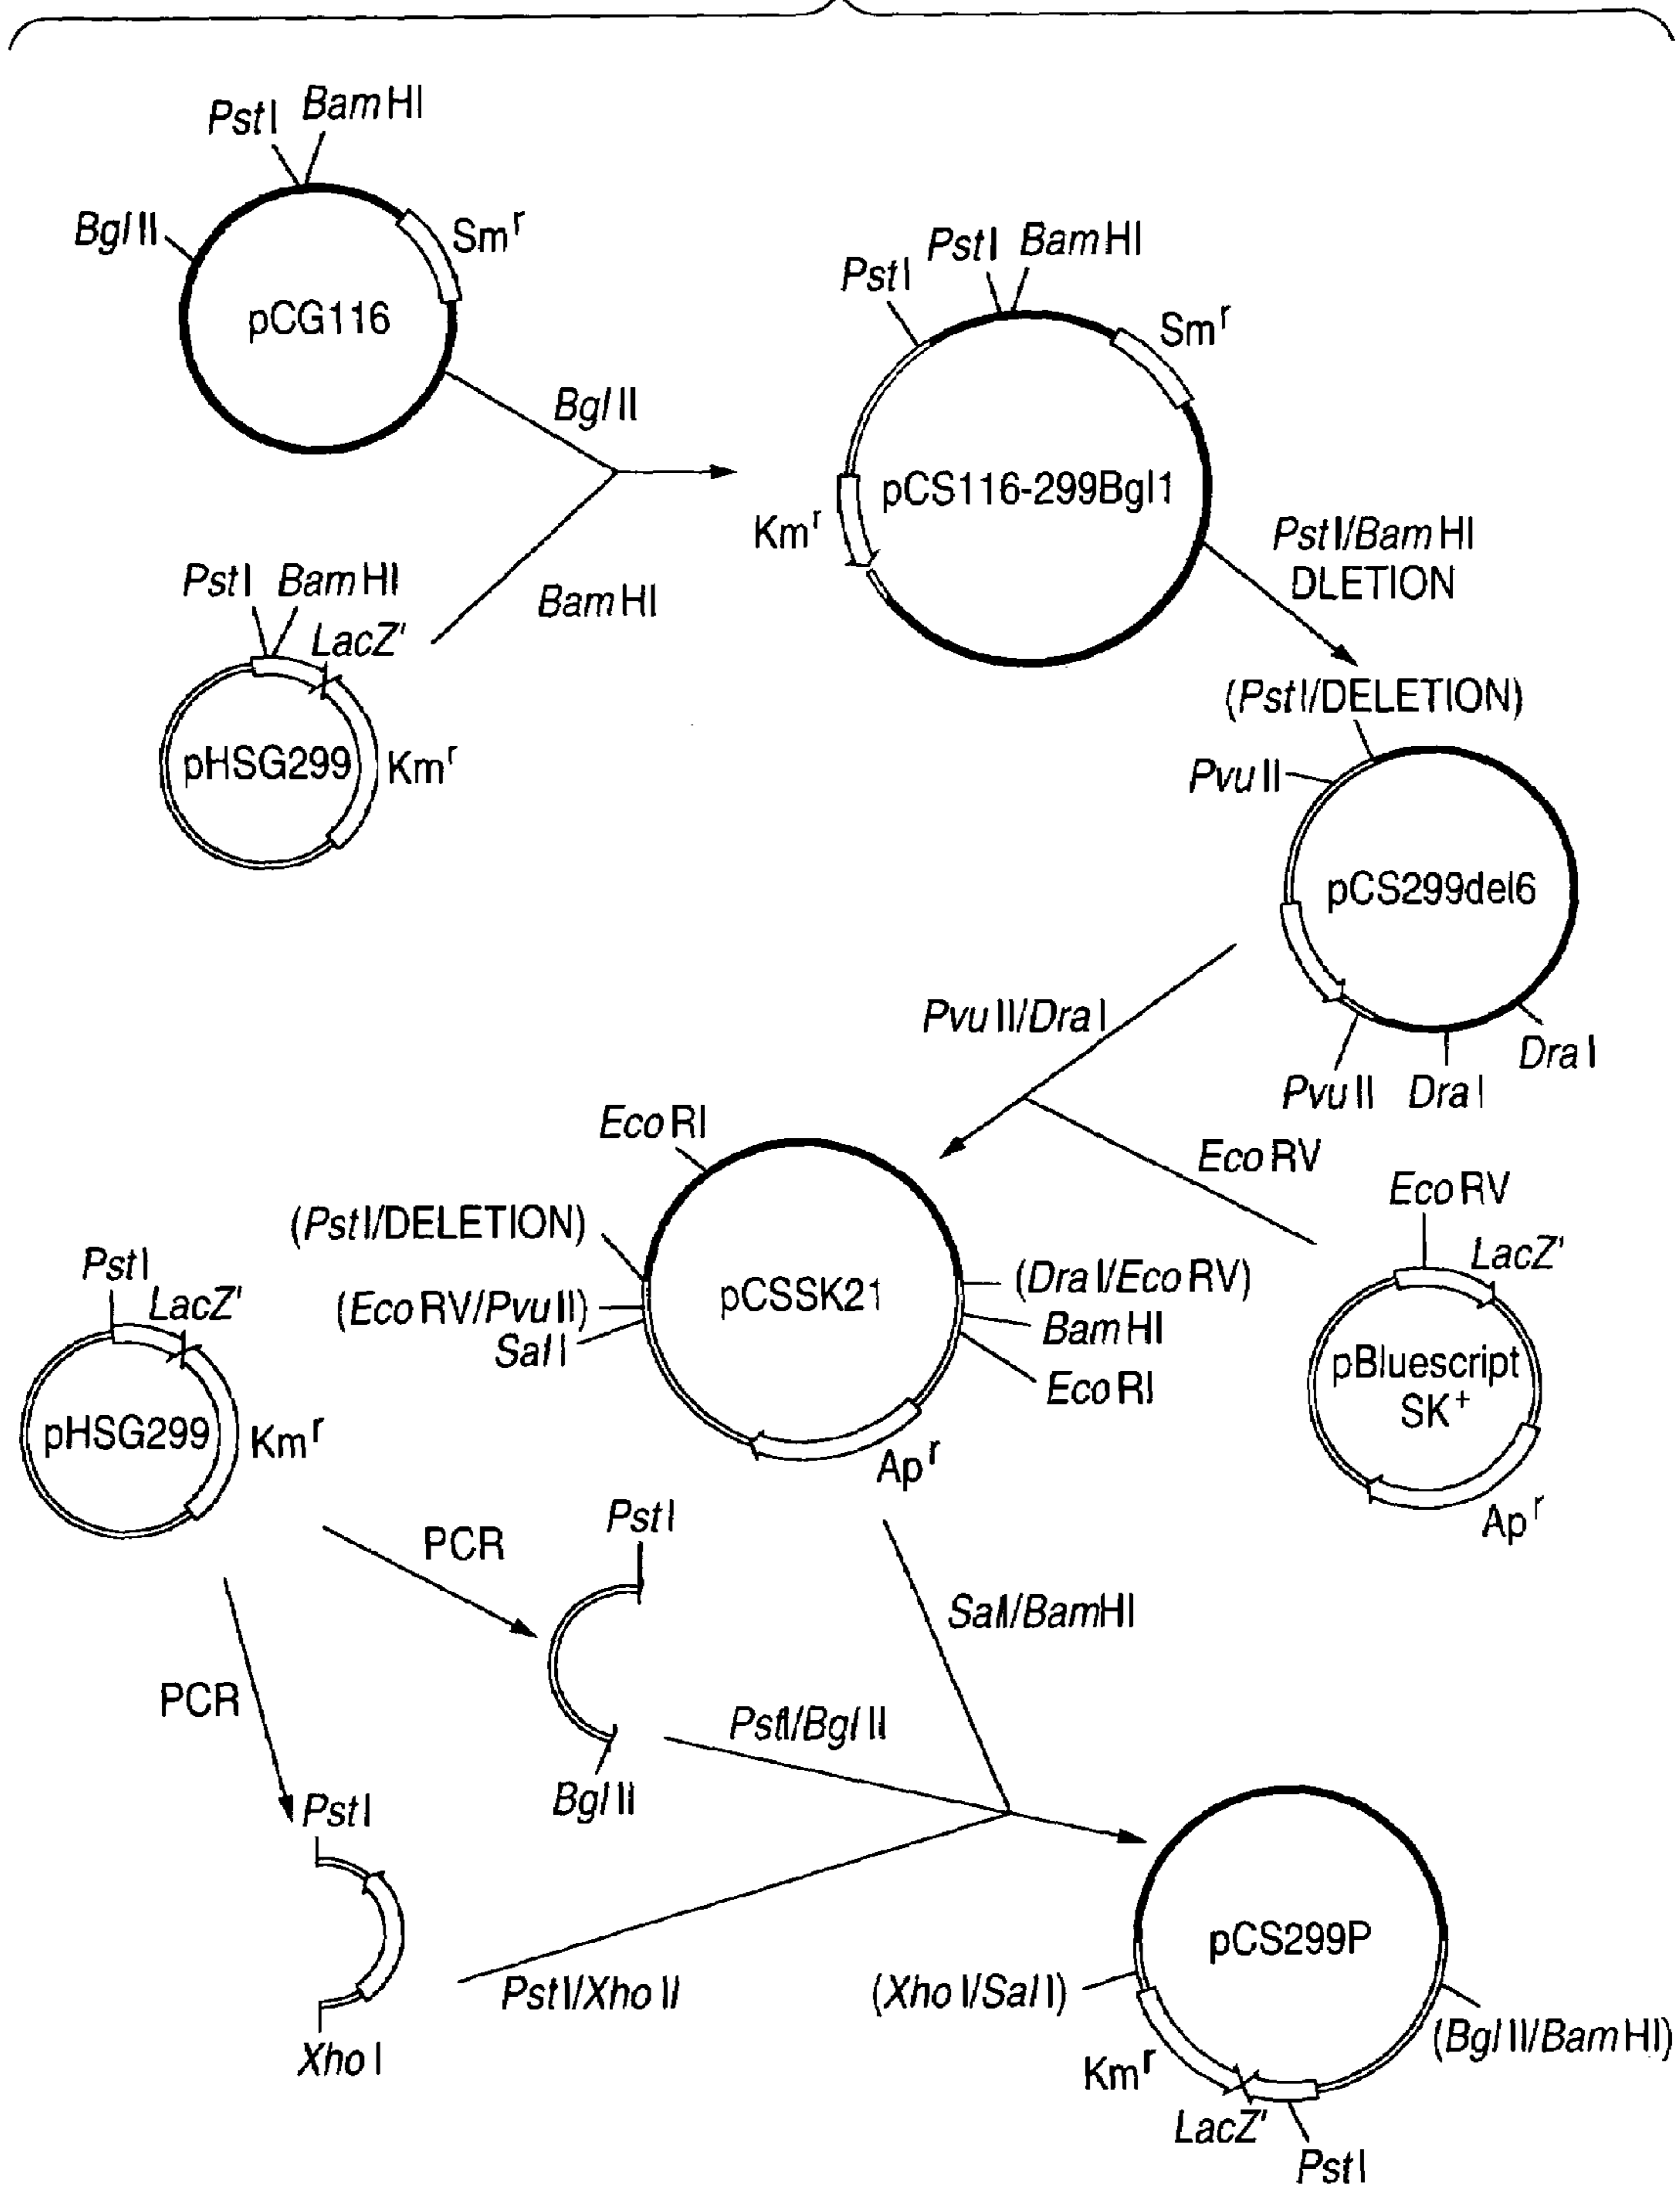 PstI BamHI
BglII
Smʳ
pCG116
BglII
BamHI
PstI BamHI
LacZ'
pHSG299
Kmʳ
PstI PstI BamHI
Smʳ
pCS116-299Bgl1
Kmʳ
PstI/BamHI
DLETION
(PstI/DELETION)
PvuII
pCS299del6
DraI
DraI
PvuII
PvuII/DraI
EcoRV
EcoRV
LacZ'
pBluescript
SK⁺
Apʳ
EcoRI
(PstI/DELETION)
(EcoRV/PvuII)
SalI
pCSSK21
(DraI/EcoRV)
BamHI
EcoRI
Apʳ
PstI
LacZ'
pHSG299
Kmʳ
PCR
PstI
BglII
PCR
PstI
XhoI
SalI/BamHI
PstI/BglII
PstI/XhoII
pCS299P
(XhoI/SalI)
(BglII/BamHI)
Kmʳ
LacZ'
PstI